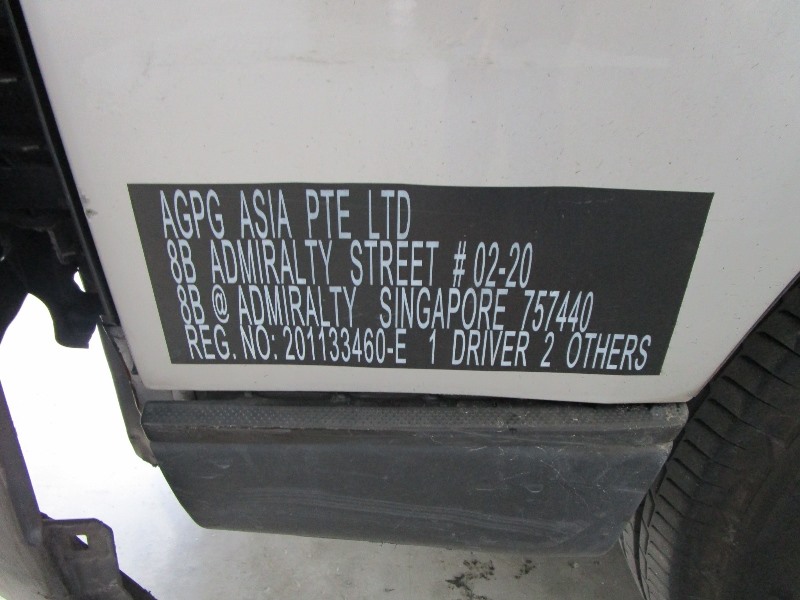 AGPG ASIA PTE LTD
8B ADMIRALTY STREET # 02-20
8B @ ADMIRALTY SINGAPORE 757440
REG. NO: 201133460-E 1 DRIVER 2 OTHERS